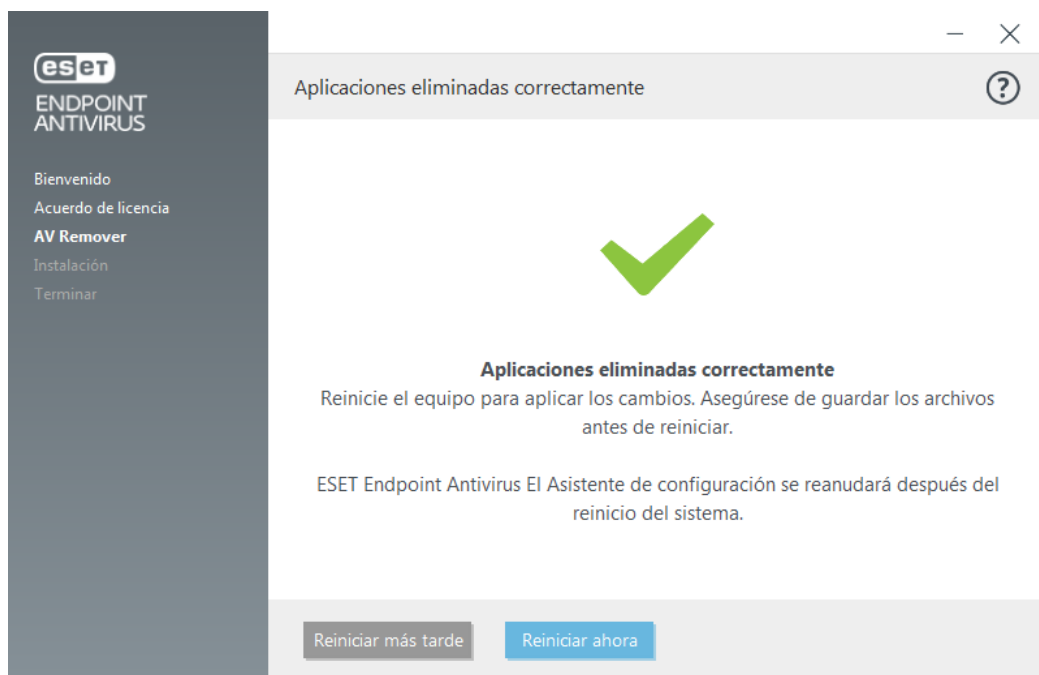 eset
ENDPOINT
ANTIVIRUS
Bienvenido
Acuerdo de licencia
AV Remover
Instalación
Terminar
Aplicaciones eliminadas correctamente
?
Aplicaciones eliminadas correctamente
Reinicie el equipo para aplicar los cambios. Asegúrese de guardar los archivos
antes de reiniciar.
ESET Endpoint Antivirus El Asistente de configuración se reanudará después del
reinicio del sistema.
Reiniciar más tarde
Reiniciar ahora